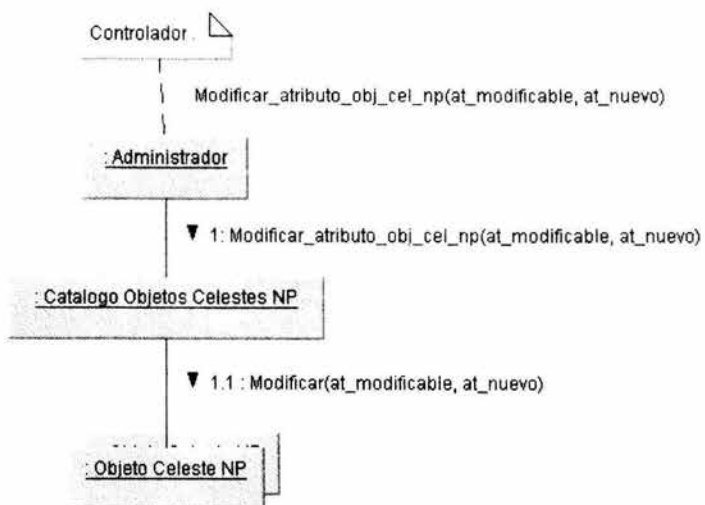 Controlador
Modificar_atributo_obj_cel_np(at_modificable, at_nuevo)
: Administrador
1: Modificar_atributo_obj_cel_np(at_modificable, at_nuevo)
: Catalogo Objetos Celestes NP
1.1 : Modificar(at_modificable, at_nuevo)
: Objeto Celeste NP